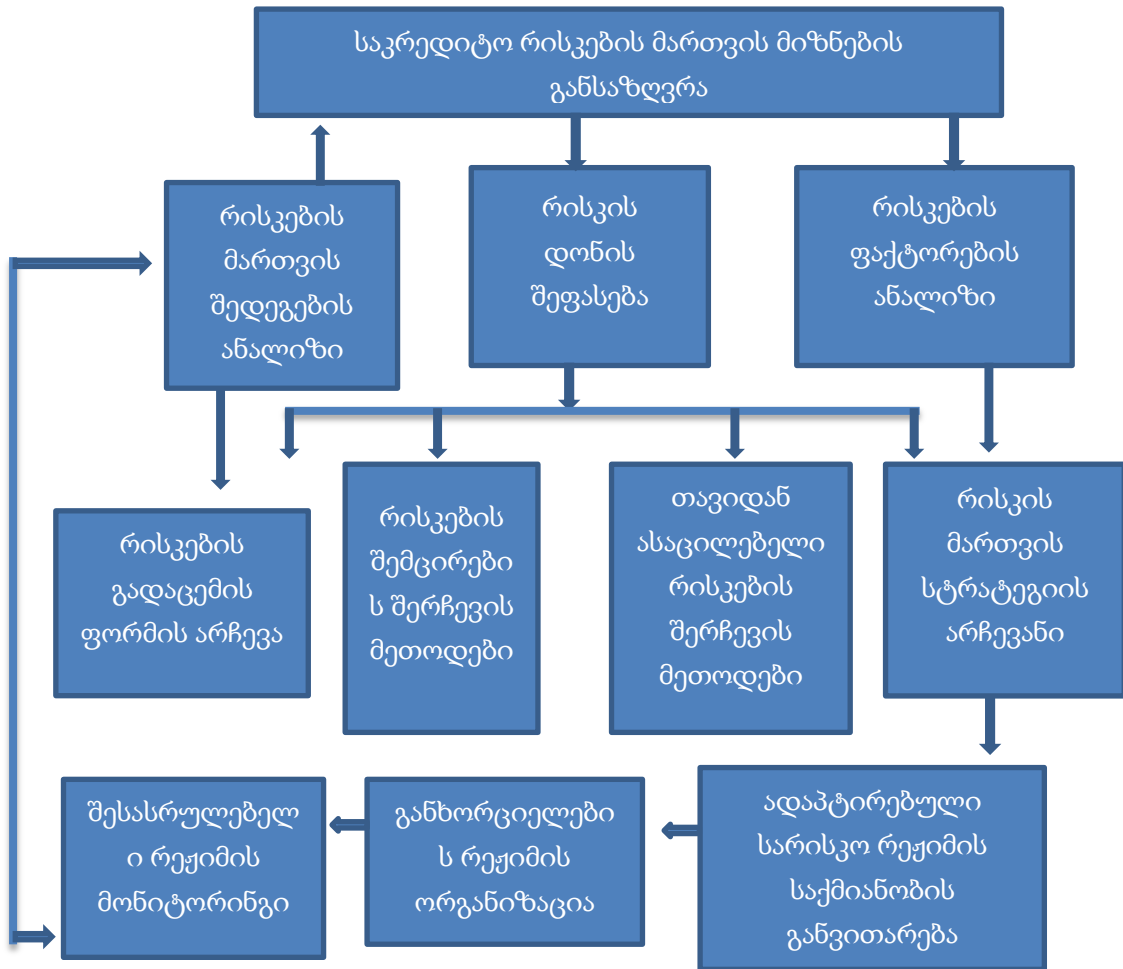 საკრედიტო რისკების მართვის მიზნების
განსაზღვრა
რისკების
მართვის
შედეგების
ანალიზი
რისკის
დონის
შეფასება
რისკების
ფაქტორების
ანალიზი
რისკების
გადაცემის
ფორმის არჩევა
რისკების
შემცირები
ს შერჩევის
მეთოდები
თავიდან
ასაცილებელი
რისკების
შერჩევის
მეთოდები
რისკის
მართვის
სტრატეგიის
არჩევანი
შესასრულებელ
ი რეჟიმის
მონიტორინგი
განხორციელები
ს რეჟიმის
ორგანიზაცია
ადაპტირებული
სარისკო რეჟიმის
საქმიანობის
განვითარება